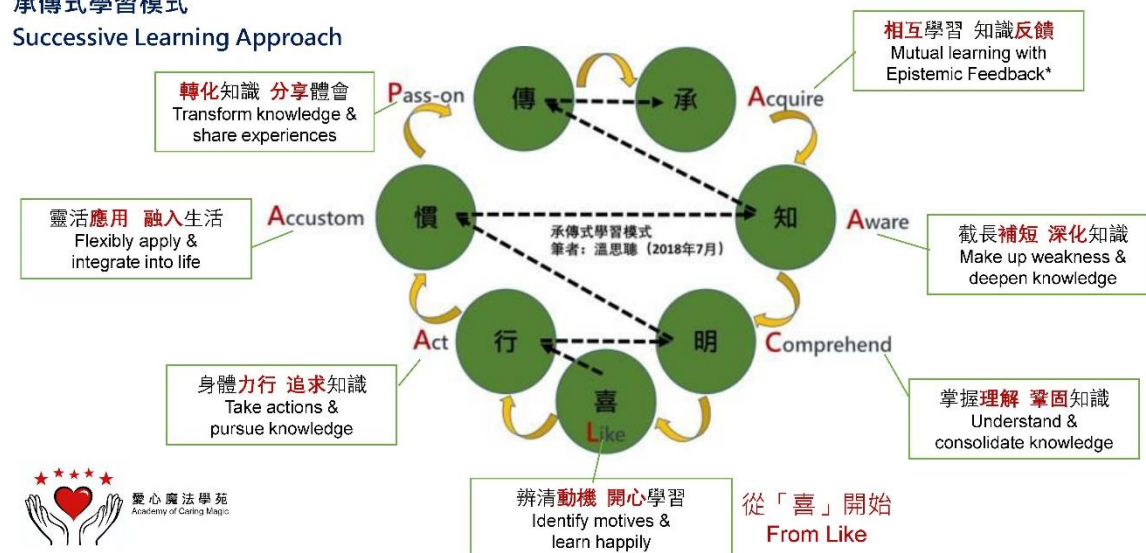 承傳式學習模式
Successive Learning Approach
相互學習 知識反饋
Mutual learning with
Epistemic Feedback*
轉化知識 分享體會
Transform knowledge &
share experiences
Pass-on
傳
承
Acquire
靈活應用 融入生活
Flexibly apply &
integrate into life
Accustom
慣
知
Aware
截長補短 深化知識
Make up weakness &
deepen knowledge
承傳式學習模式
筆者：溫思聰（2018年7月）
身體力行 追求知識
Take actions &
pursue knowledge
Act
行
明
Comprehend
掌握理解 鞏固知識
Understand &
consolidate knowledge
喜
Like
辨清動機 開心學習
Identify motives &
learn happily
從「喜」開始
From Like
愛心魔法學苑
Academy of Caring Magic